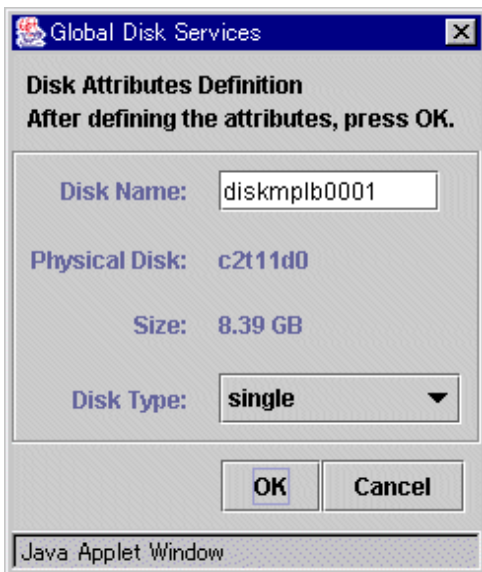 Global Disk Services
Disk Attributes Definition
After defining the attributes, press OK.
Disk Name: diskmplb0001
Physical Disk: c2t11d0
Size: 8.39 GB
Disk Type: single
OK Cancel
Java Applet Window